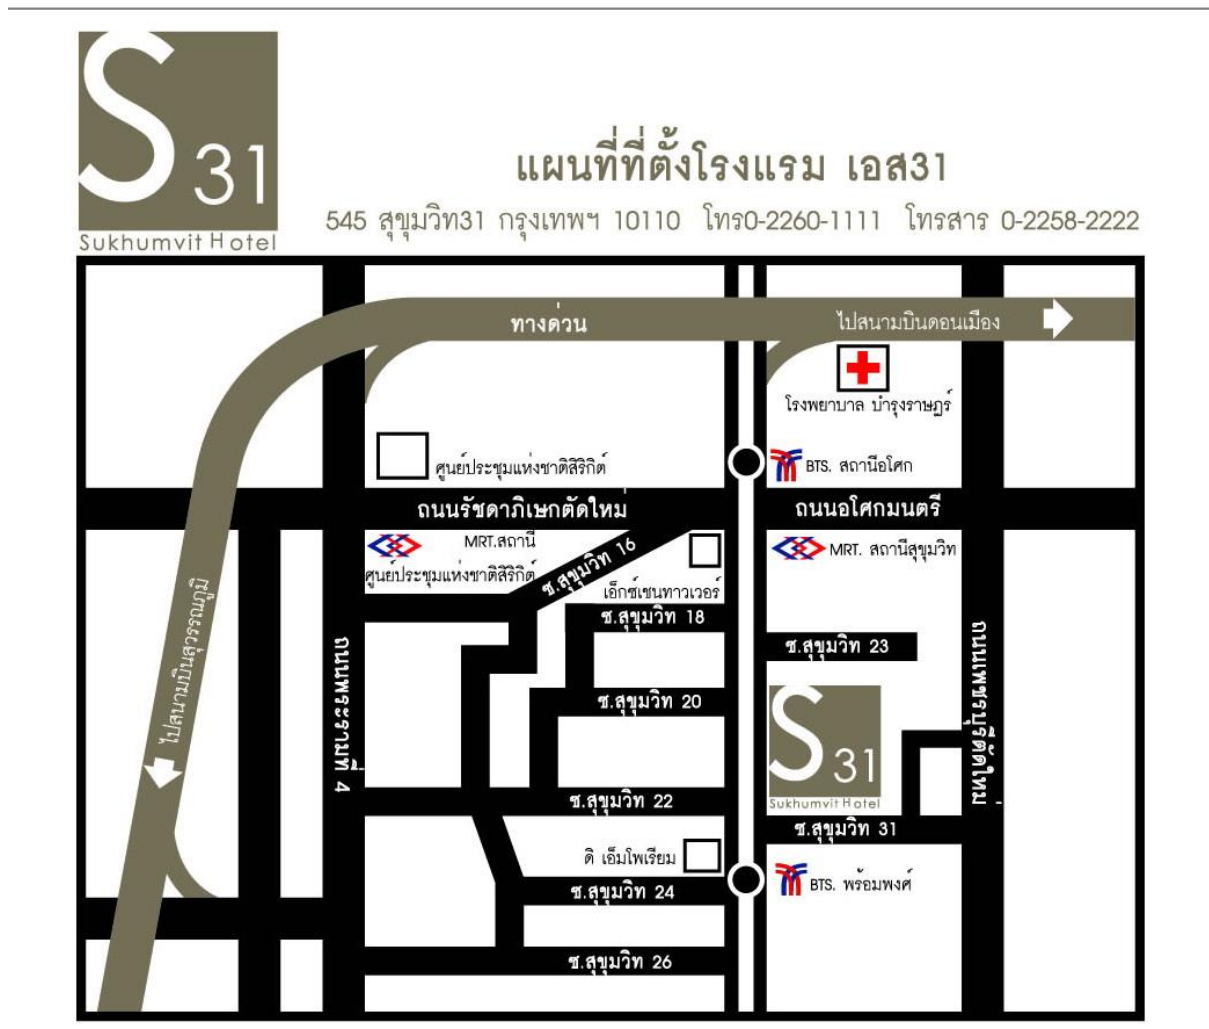 S31
Sukhumvit Hotel
แผนที่ที่ตั้งโรงแรม เอส31
545 สุขุมวิท31 กรุงเทพฯ 10110 โทร0-2260-1111 โทรสาร 0-2258-2222
ทางด่วน
ไปสนามบินดอนเมือง
โรงพยาบาล บำรุงราษฎร์
ศูนย์ประชุมแห่งชาติสิริกิต์
BTS. สถานีอโศก
ถนนรัชดาภิเษกตัดใหม่
ถนนอโศกมนตรี
MRT.สถานี
ศูนย์ประชุมแห่งชาติสิริกิต์
ซ.สุขุมวิท 16
เอ็กซ์เชนทาวเวอร์
MRT. สถานีสุขุมวิท
ไปสนามบินสุวรรณภูมิ
ซ.สุขุมวิท 18
ซ.สุขุมวิท 23
ถนนพระรามที่ 4
ถนนเพชรบุรีตัดใหม่
ซ.สุขุมวิท 20
S31
Sukhumvit Hotel
ซ.สุขุมวิท 22
ซ.สุขุมวิท 31
ดิ เอ็มโพเรียม
BTS. พร้อมพงศ์
ซ.สุขุมวิท 24
ซ.สุขุมวิท 26